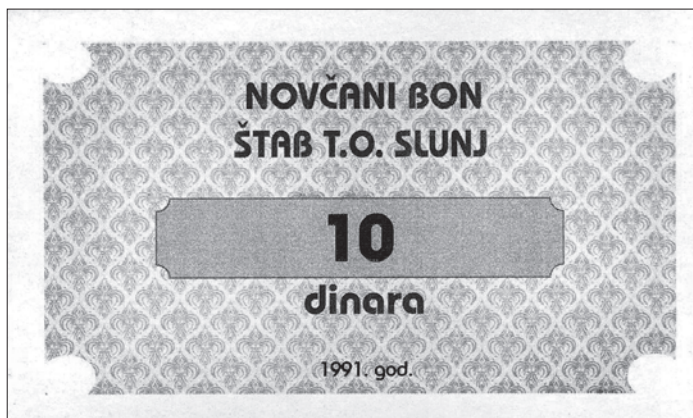 NOVČANI BON
ŠTAB T.O. SLUNJ
10
dinara
1991. god.